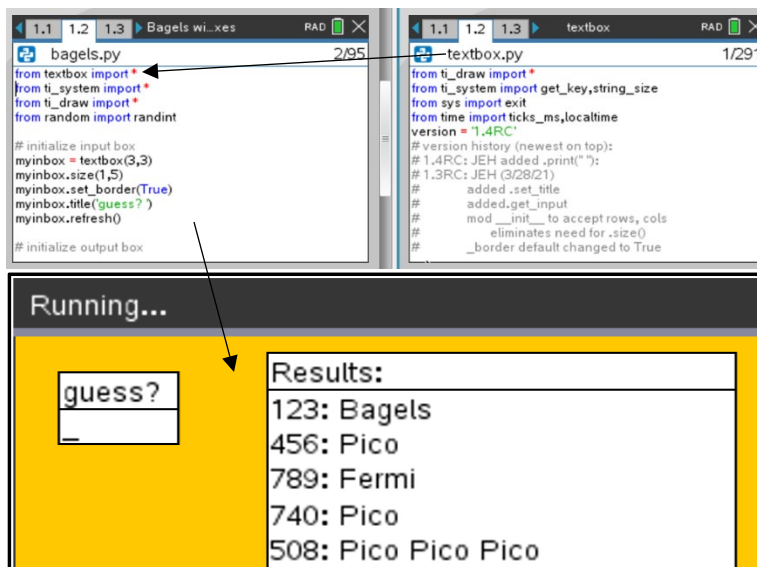 1.1 1.2 1.3 Bagels wi...xes RAD
bagels.py 2/95
from textbox import *
from ti_system import *
from ti_draw import *
from random import randint
# initialize input box
myinbox = textbox(3,3)
myinbox.size(1,5)
myinbox.set_border(True)
myinbox.title('guess? ')
myinbox.refresh()
# initialize output box
1.1 1.2 1.3 textbox RAD
textbox.py 1/291
from ti_draw import *
from ti_system import get_key,string_size
from sys import exit
from time import ticks_ms,localtime
version = '1.4RC'
# version history (newest on top):
# 1.4RC: JEH added .print(" "):
# 1.3RC: JEH (3/28/21)
# added .set_title
# added.get_input
# mod __init__ to accept rows, cols
# eliminates need for .size()
# _border default changed to True
Running...
guess?
_
Results:
123: Bagels
456: Pico
789: Fermi
740: Pico
508: Pico Pico Pico